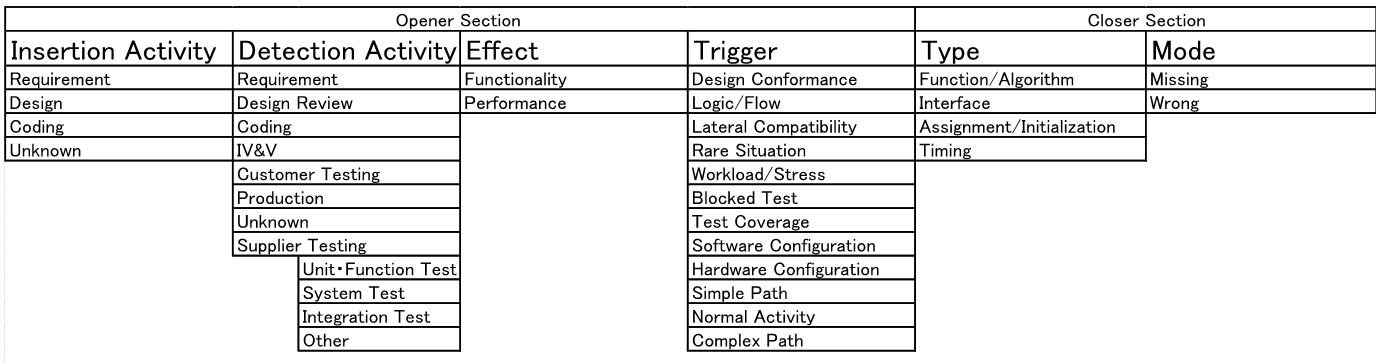 Opener Section Closer Section
Insertion Activity Detection Activity Effect Trigger Type Mode
Requirement Requirement Functionality Design Conformance Function/Algorithm Missing
Design Design Review Performance Logic/Flow Interface Wrong
Coding Coding Lateral Compatibility Assignment/Initialization
Unknown IV&V Rare Situation Timing
Customer Testing Workload/Stress
Production Blocked Test
Unknown Test Coverage
Supplier Testing Software Configuration
Unit・Function Test Hardware Configuration
System Test Simple Path
Integration Test Normal Activity
Other Complex Path